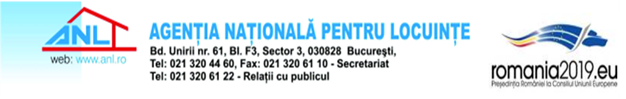 ANL
web: www.anl.ro
AGENȚIA NAȚIONALĂ PENTRU LOCUINȚE
Bd. Unirii nr. 61, Bl. F3, Sector 3, 030828 București,
Tel: 021 320 44 60, Fax: 021 320 61 10 - Secretariat
Tel: 021 320 61 22 - Relații cu publicul
romania2019.eu
Președinția României la Consiliul Uniunii Europene